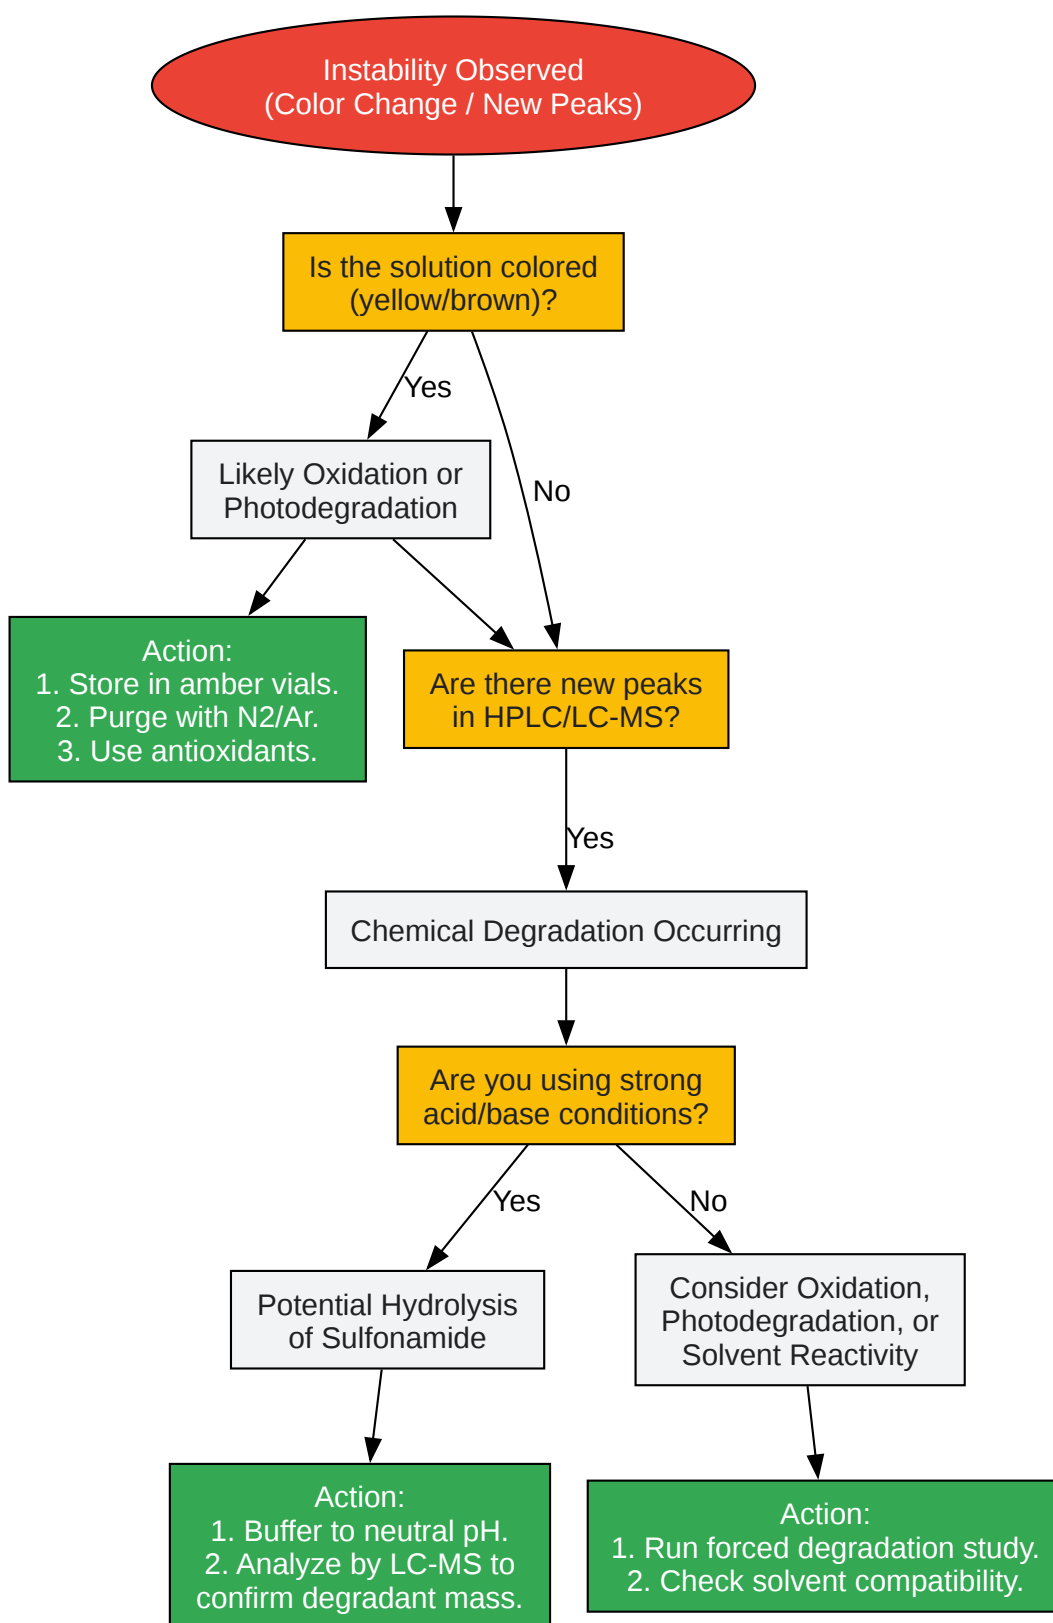 Instability Observed
(Color Change / New Peaks)
Is the solution colored
(yellow/brown)?
Yes
Likely Oxidation or
Photodegradation
No
Action:
1. Store in amber vials.
2. Purge with N2/Ar.
3. Use antioxidants.
Are there new peaks
in HPLC/LC-MS?
Yes
Chemical Degradation Occurring
Are you using strong
acid/base conditions?
Yes
No
Potential Hydrolysis
of Sulfonamide
Consider Oxidation,
Photodegradation, or
Solvent Reactivity
Action:
1. Buffer to neutral pH.
2. Analyze by LC-MS to
confirm degradant mass.
Action:
1. Run forced degradation study.
2. Check solvent compatibility.